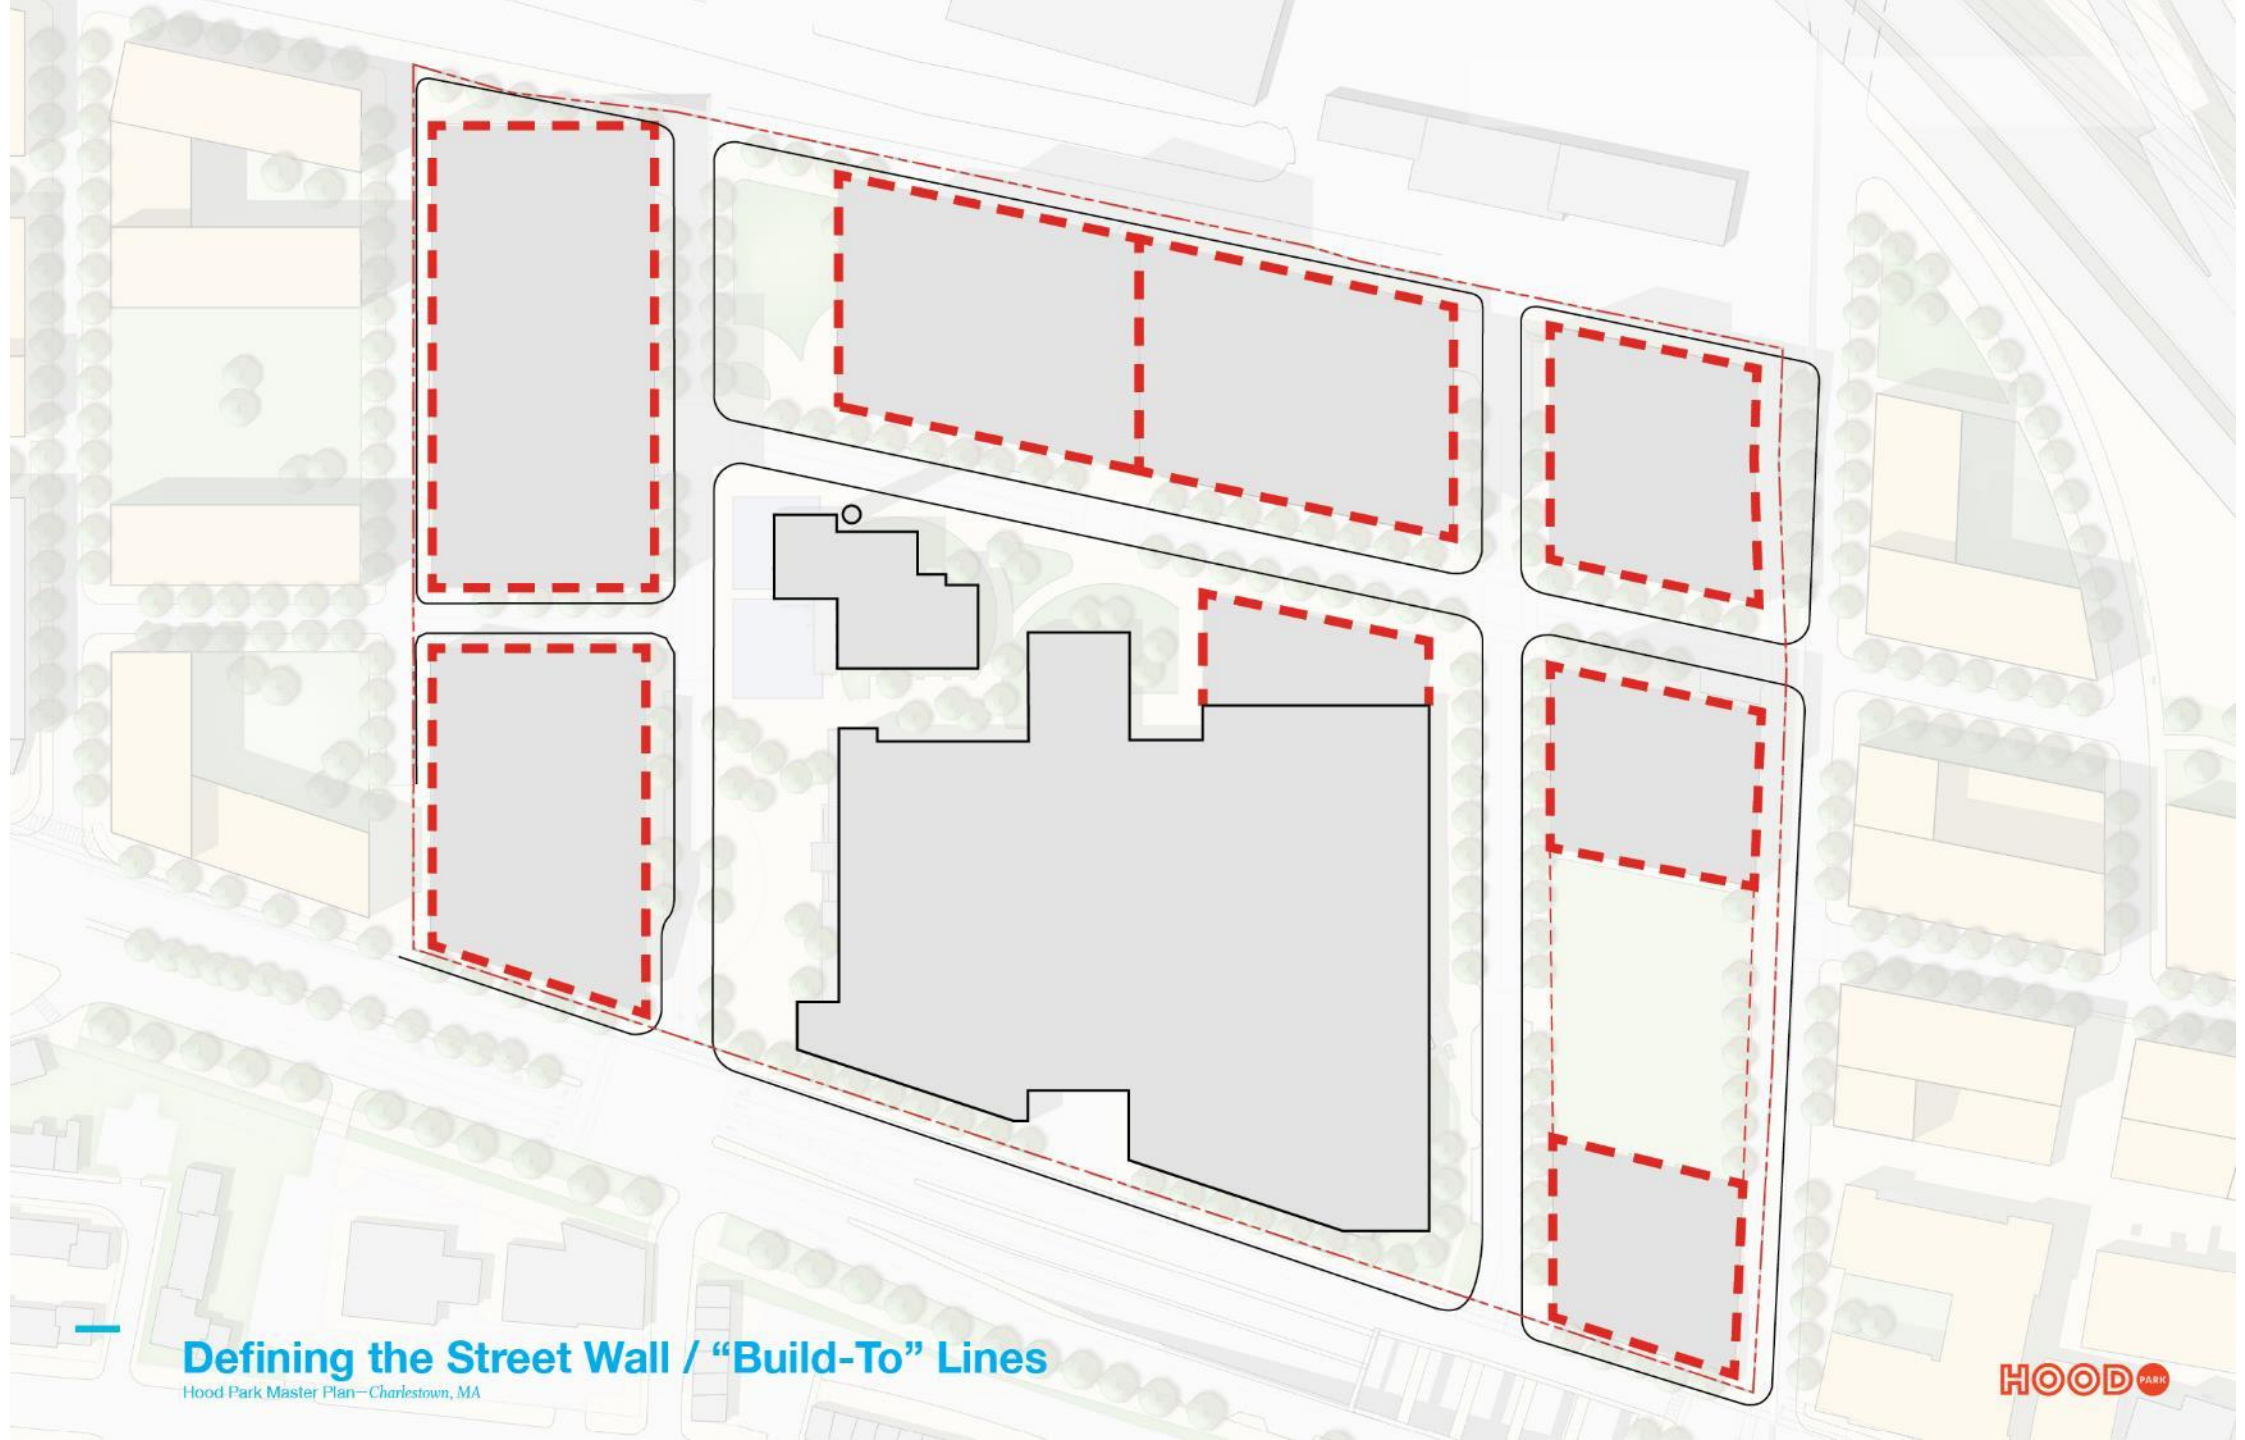 Defining the Street Wall / “Build-To” Lines
Hood Park Master Plan—Charlestown, MA
HOOD PARK